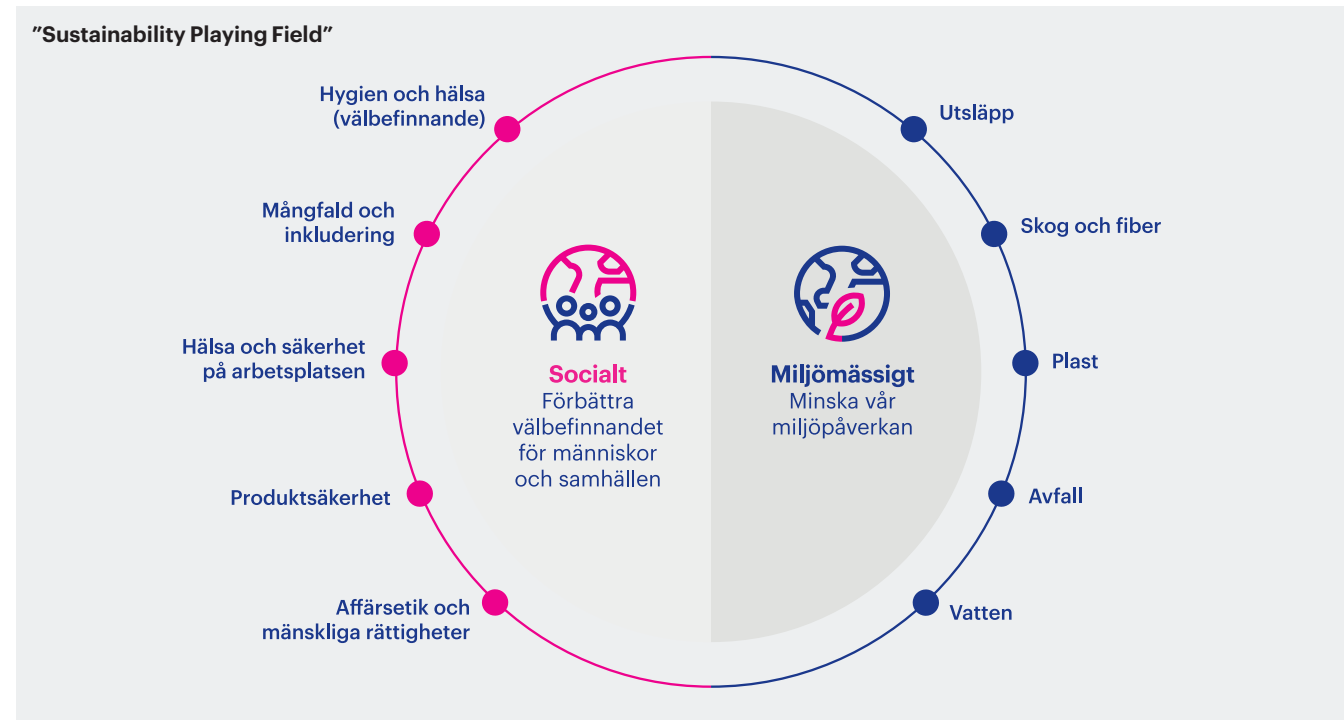 ”Sustainability Playing Field”
Hygien och hälsa
(välbefinnande)
Mångfald och
inkludering
Hälsa och säkerhet
på arbetsplatsen
Produktsäkerhet
Affärsetik och
mänskliga rättigheter
Socialt
Förbättra
välbefinnandet
för människor
och samhällen
Miljömässigt
Minska vår
miljöpåverkan
Utsläpp
Skog och fiber
Plast
Avfall
Vatten